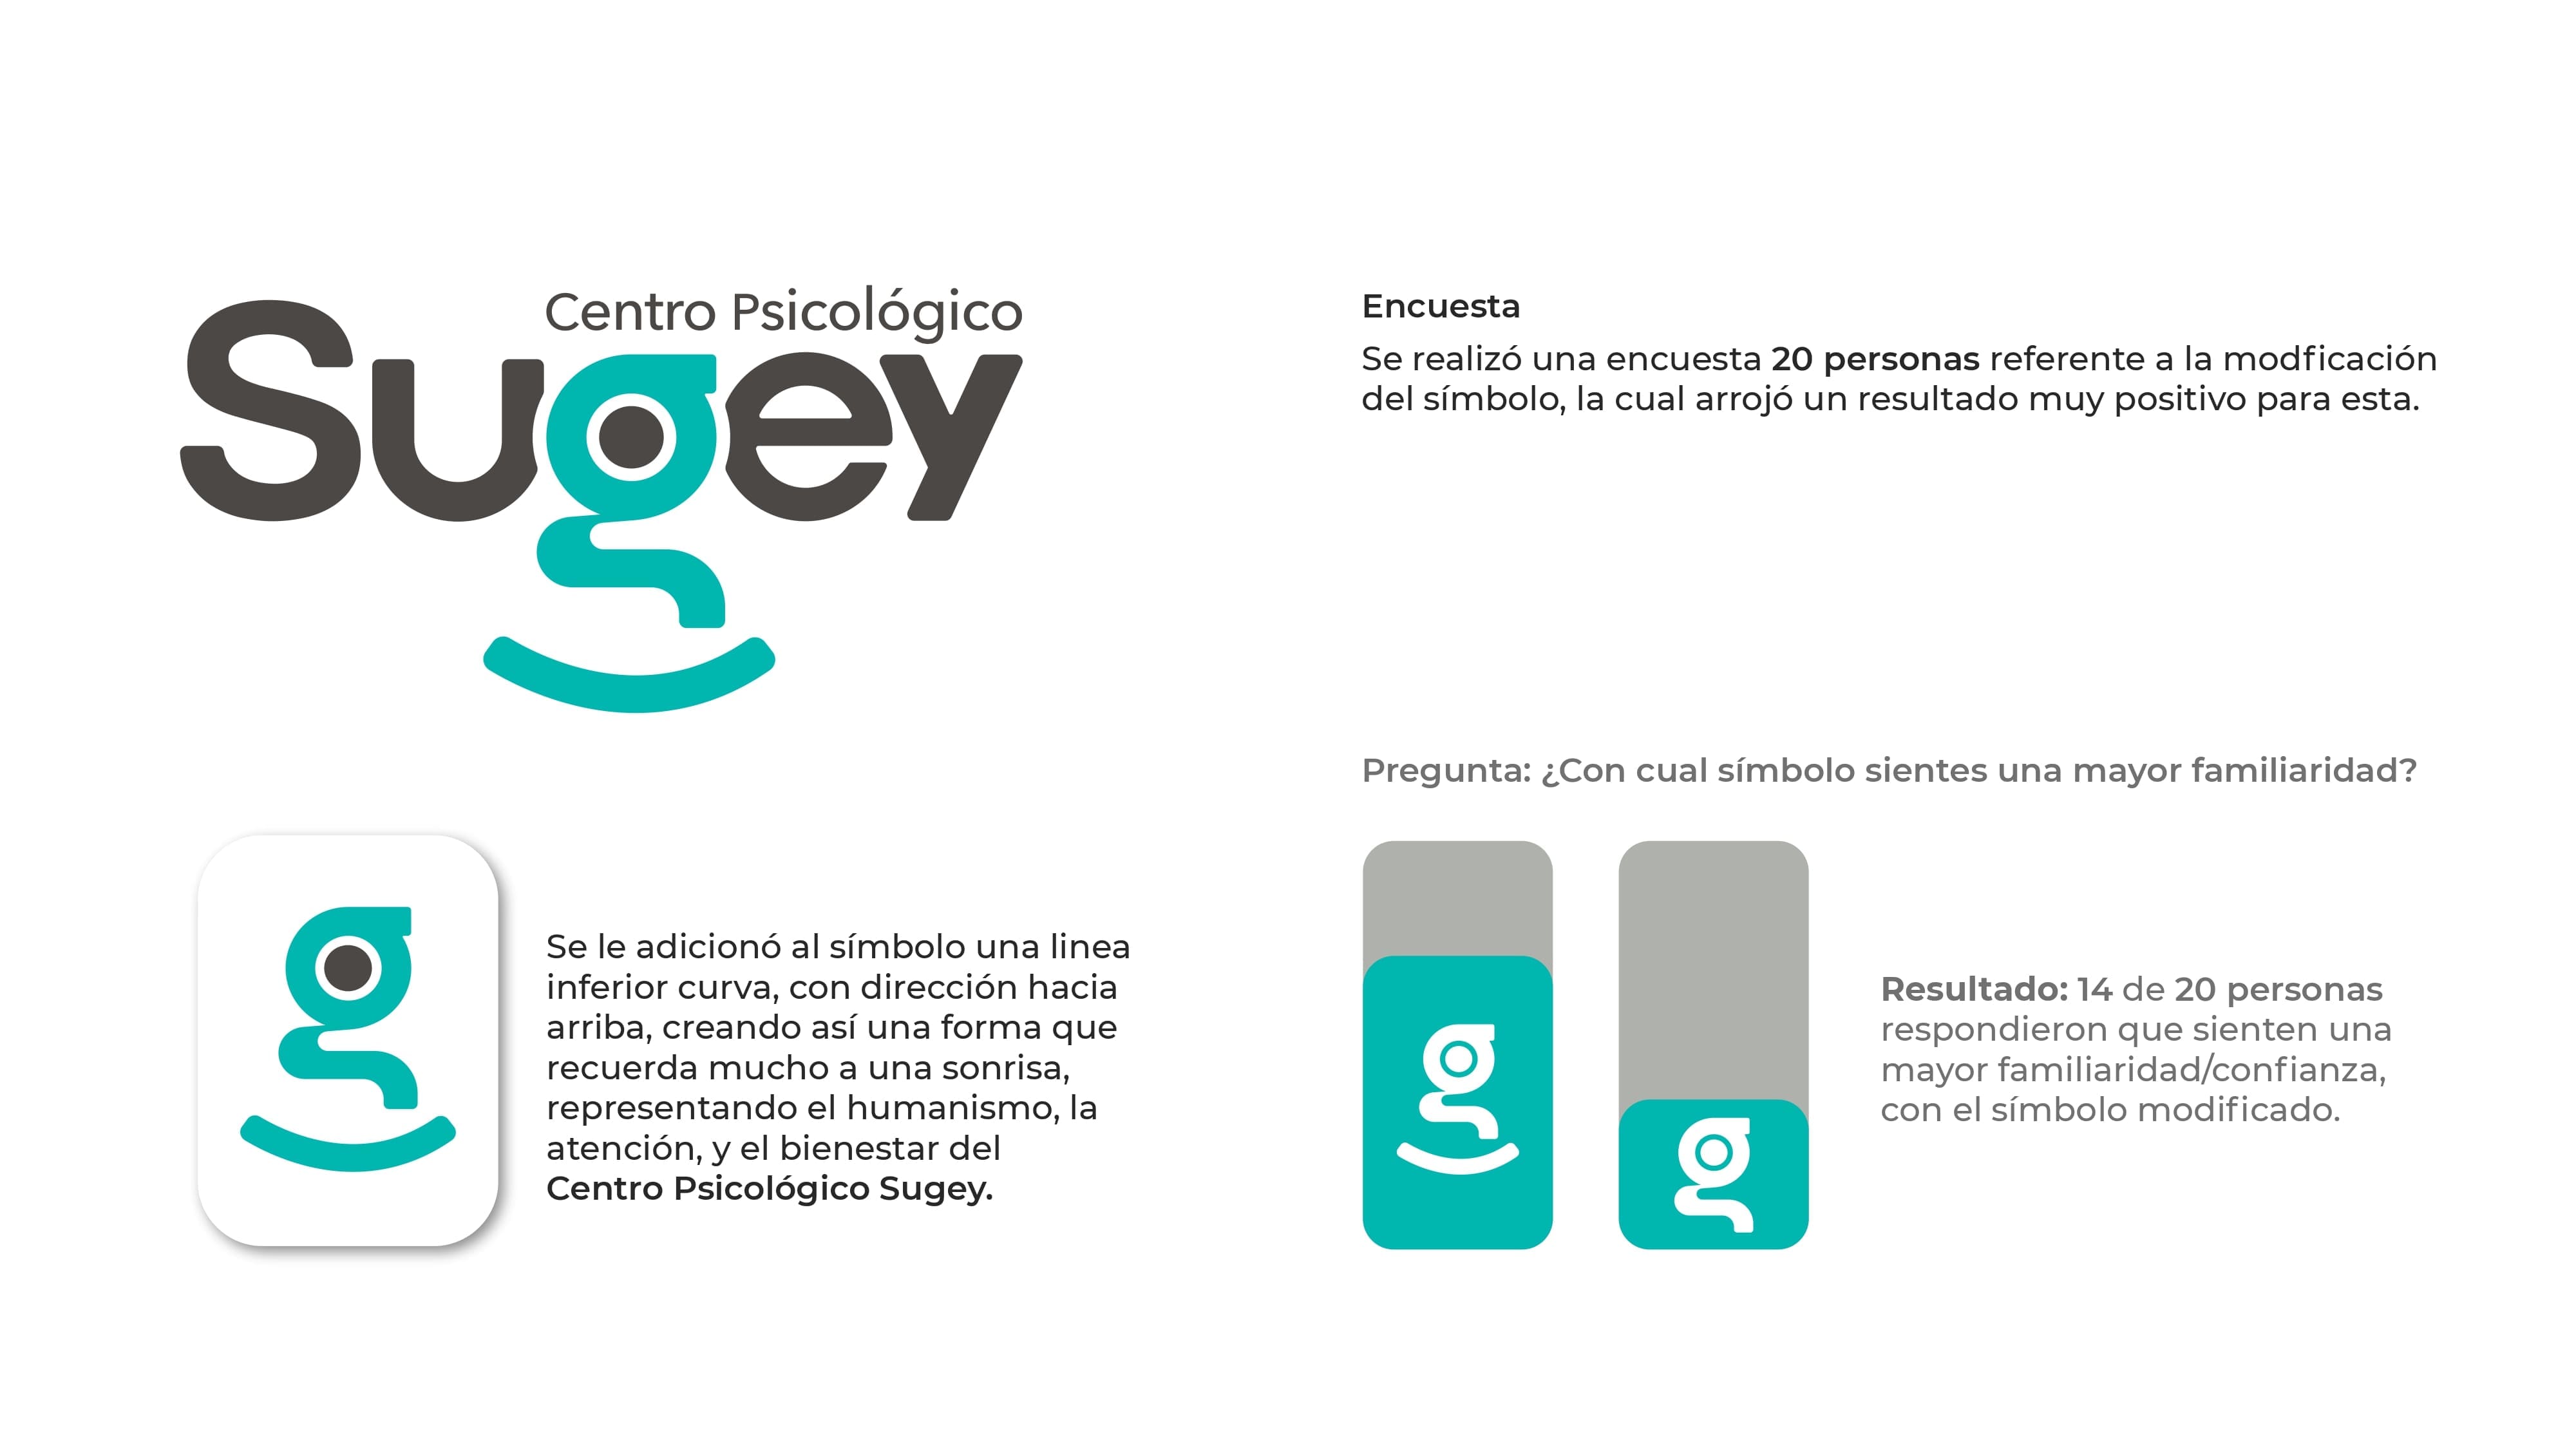 Centro Psicológico
Sugey
Se le adicionó al símbolo una linea
inferior curva, con dirección hacia
arriba, creando así una forma que
recuerda mucho a una sonrisa,
representando el humanismo, la
atención, y el bienestar del
Centro Psicológico Sugey.
Encuesta
Se realizó una encuesta 20 personas referente a la modficación
del símbolo, la cual arrojó un resultado muy positivo para esta.
Pregunta: ¿Con cual símbolo sientes una mayor familiaridad?
Resultado: 14 de 20 personas
respondieron que sienten una
mayor familiaridad/confianza,
con el símbolo modificado.